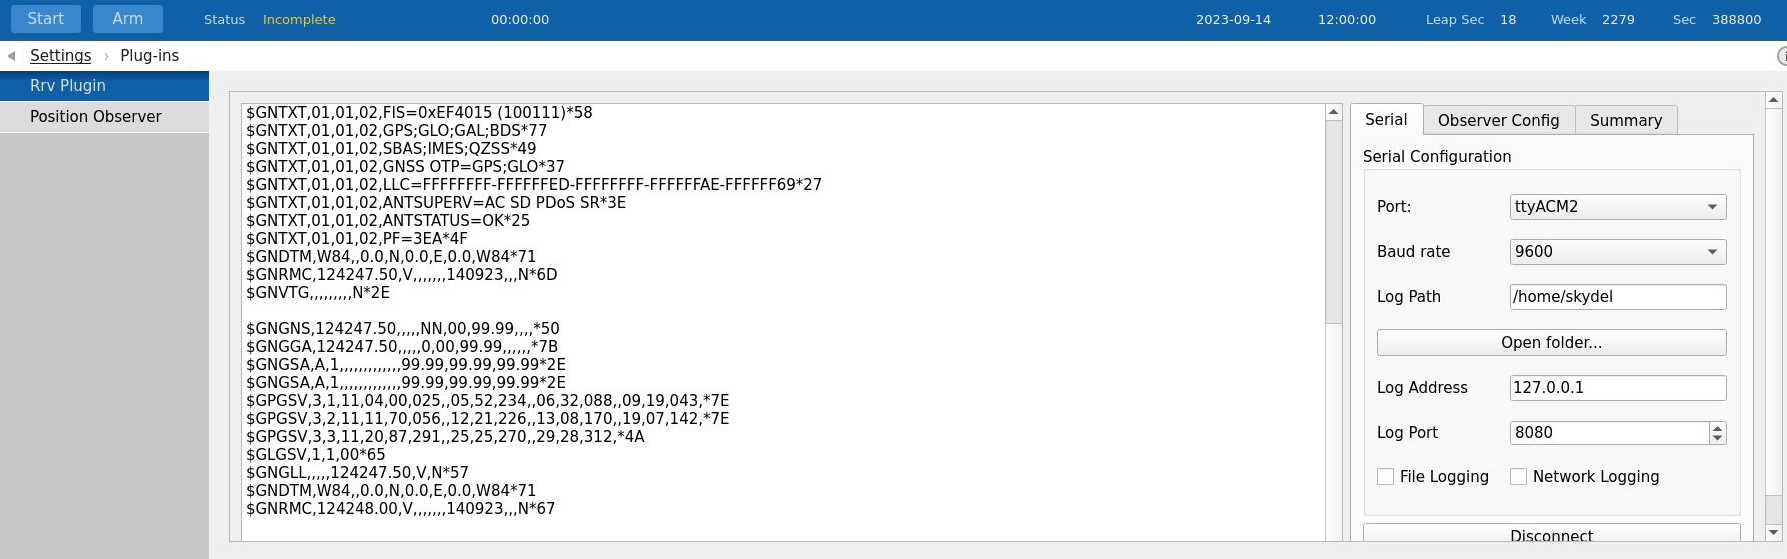 Start Arm Status Incomplete 00:00:00 2023-09-14 12:00:00 Leap Sec 18 Week 2279 Sec 388800
Settings › Plug-ins
Rrv Plugin
Position Observer
$GNTXT,01,01,02,FIS=0xEF4015 (100111)*58
$GNTXT,01,01,02,GPS;GLO;GAL;BDS*77
$GNTXT,01,01,02,SBAS;IMES;QZSS*49
$GNTXT,01,01,02,GNSS OTP=GPS;GLO*37
$GNTXT,01,01,02,LLC=FFFFFFFF-FFFFFFED-FFFFFFFF-FFFFFFAE-FFFFFF69*27
$GNTXT,01,01,02,ANTSUPERV=AC SD PDoS SR*3E
$GNTXT,01,01,02,ANTSTATUS=OK*25
$GNTXT,01,01,02,PF=3EA*4F
$GNDTM,W84,,0.0,N,0.0,E,0.0,W84*71
$GNRMC,124247.50,V,,,,,,,140923,,,N*6D
$GNVTG,,,,,,,,,N*2E
$GNGNS,124247.50,,,,,NN,00,99.99,,,,*50
$GNGGA,124247.50,,,,,0,00,99.99,,,,,,*7B
$GNGSA,A,1,,,,,,,,,,,,,99.99,99.99,99.99*2E
$GNGSA,A,1,,,,,,,,,,,,,99.99,99.99,99.99*2E
$GPGSV,3,1,11,04,00,025,,05,52,234,,06,32,088,,09,19,043,*7E
$GPGSV,3,2,11,11,70,056,,12,21,226,,13,08,170,,19,07,142,*7E
$GPGSV,3,3,11,20,87,291,,25,25,270,,29,28,312,*4A
$GLGSV,1,1,00*65
$GNGLL,,,,,124247.50,V,N*57
$GNDTM,W84,,0.0,N,0.0,E,0.0,W84*71
$GNRMC,124248.00,V,,,,,,,140923,,,N*67
Serial Observer Config Summary
Serial Configuration
Port: ttyACM2
Baud rate 9600
Log Path /home/skydel
Open folder...
Log Address 127.0.0.1
Log Port 8080
File Logging Network Logging
Disconnect